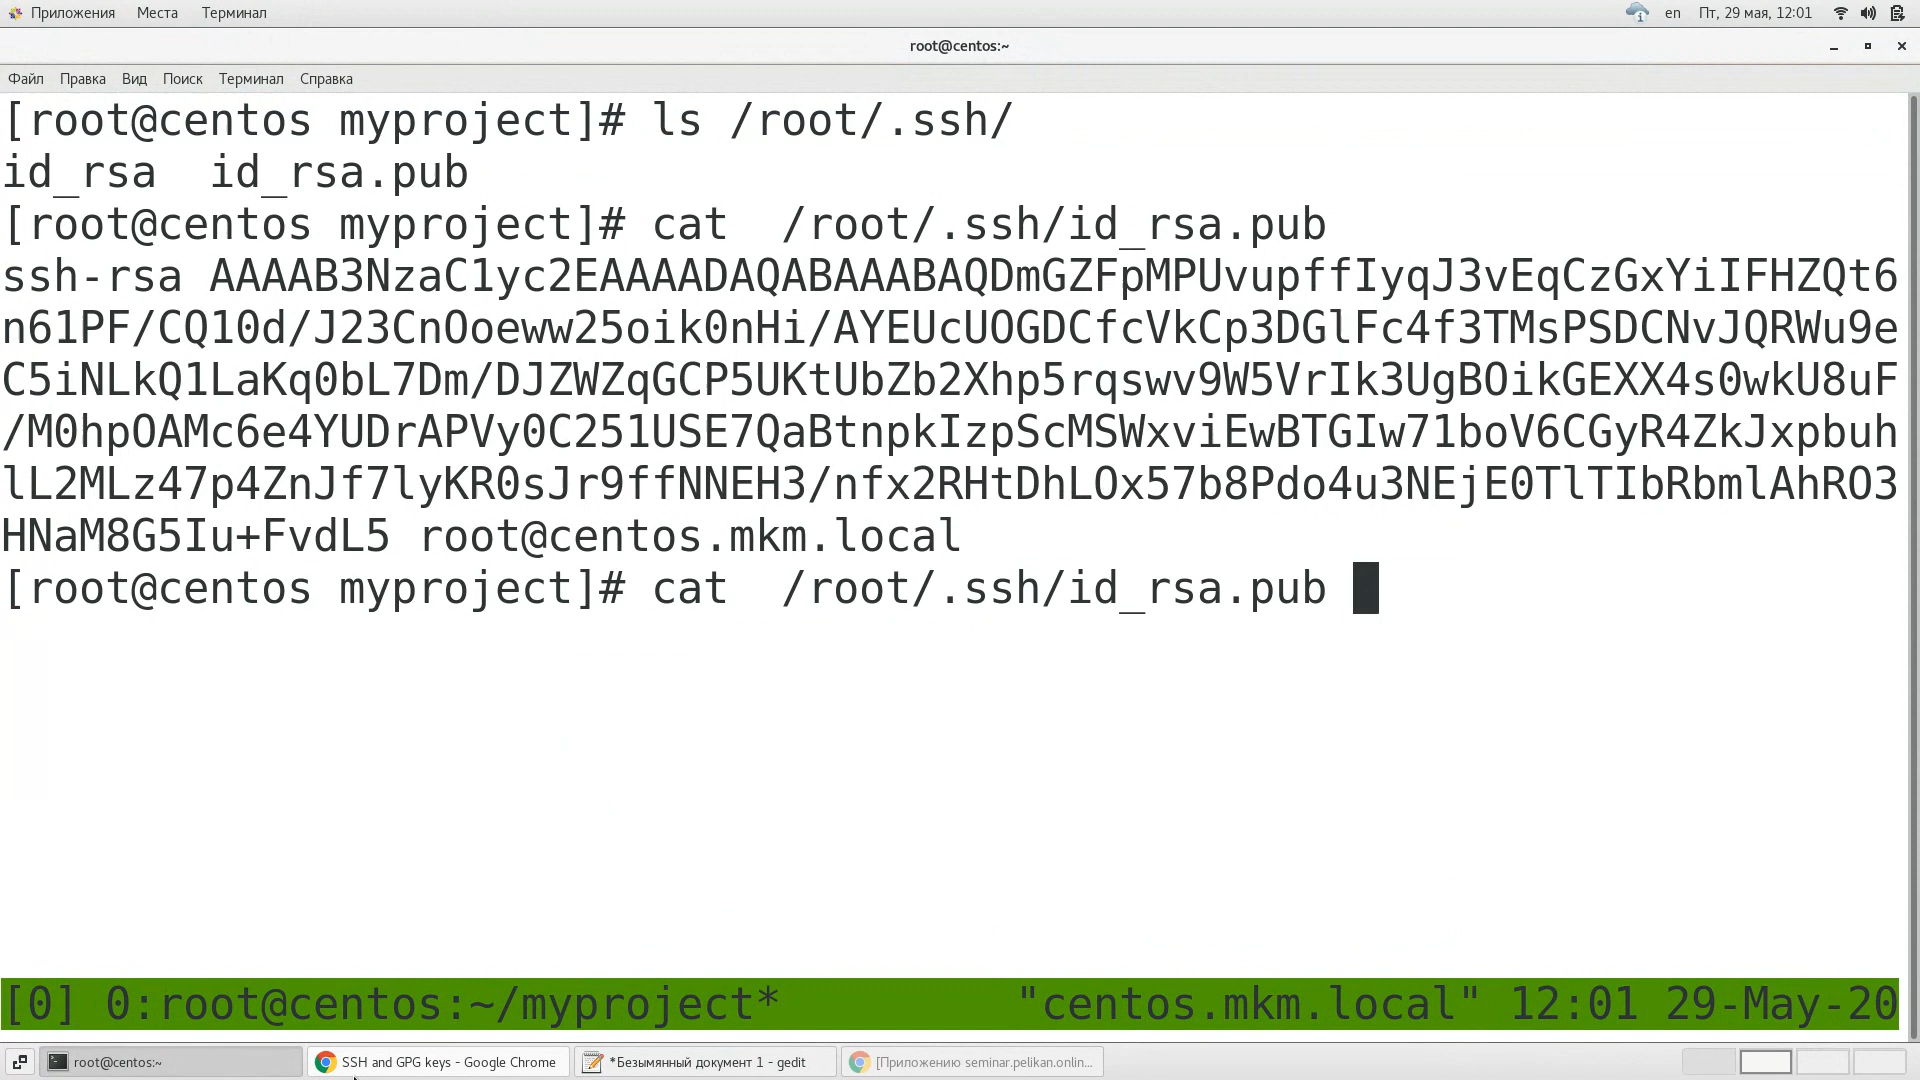 Приложения Места Терминал en Пт, 29 мая, 12:01
root@centos:~
Файл Правка Вид Поиск Терминал Справка
[root@centos myproject]# ls /root/.ssh/
id_rsa  id_rsa.pub
[root@centos myproject]# cat  /root/.ssh/id_rsa.pub
ssh-rsa AAAAB3NzaC1yc2EAAAADAQABAAABAQDmGZFpMPUvupffIyqJ3vEqCzGxYiIFHZQt6
n61PF/CQ10d/J23CnOoeww25oik0nHi/AYEUcUOGDCfcVkCp3DGlFc4f3TMsPSDCNvJQRWu9e
C5iNLkQ1LaKq0bL7Dm/DJZWZqGCP5UKtUbZb2Xhp5rqswv9W5VrIk3UgBOikGEXX4s0wkU8uF
/M0hpOAMc6e4YUDrAPVy0C251USE7QaBtnpkIzpScMSWxviEwBTGIw71boV6CGyR4ZkJxpbuh
lL2MLz47p4ZnJf7lyKR0sJr9ffNNEH3/nfx2RHtDhLOx57b8Pdo4u3NEjE0TlTIbRbmlAhRO3
HNaM8G5Iu+FvdL5 root@centos.mkm.local
[root@centos myproject]# cat  /root/.ssh/id_rsa.pub
[0] 0:root@centos:~/myproject* "centos.mkm.local" 12:01 29-May-20
root@centos:~ SSH and GPG keys - Google Chrome *Безымянный документ 1 - gedit [Приложению seminar.pelikan.onlin...